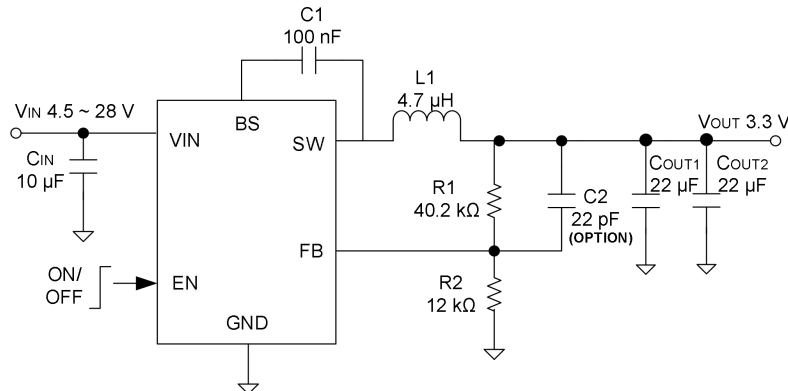 C1
100 nF
L1
4.7 µH
VIN 4.5 ~ 28 V
VOUT 3.3 V
BS
VIN
SW
CIN
10 µF
COUT1
22 µF
COUT2
22 µF
R1
40.2 kΩ
C2
22 pF
(OPTION)
FB
ON/
OFF
EN
R2
12 kΩ
GND